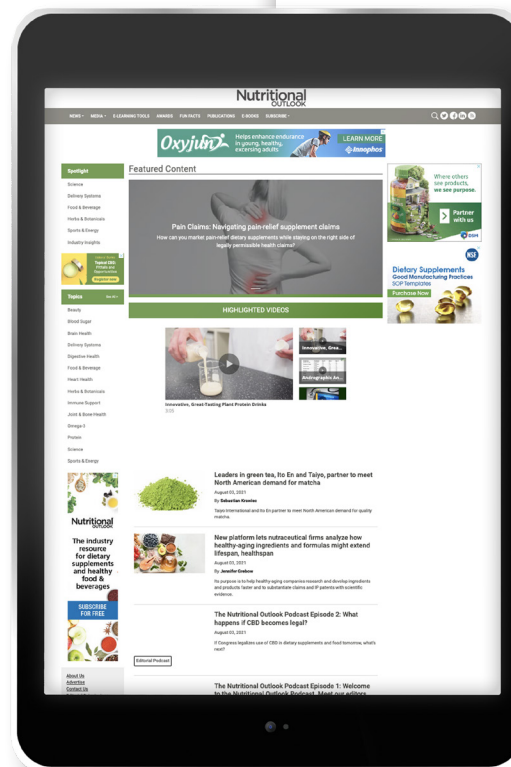 Nutritional
OUTLOOK
NEWS
MEDIA
E-LEARNING TOOLS
AWARDS
FUN FACTS
PUBLICATIONS
E-BOOKS
SUBSCRIBE
Oxyjun
Helps enhance endurance
in young, healthy,
LEARN MORE
Innophos
Spotlight
Science
Delivery Systems
Food & Beverage
Herbs & Botanicals
Sports & Energy
Industry Insights
Topical CBD:
Register now
Topics
See All >
Beauty
Blood Sugar
Brain Health
Delivery Systems
Digestive Health
Food & Beverage
Heart Health
Herbs & Botanicals
Immune Support
Joint & Bone Health
Omega-3
Protein
Science
Sports & Energy
Nutritional
OUTLOOK
The industry
resource
for dietary
supplements
and healthy
food &
beverages
SUBSCRIBE
FOR FREE
About Us
Advertise
Contact Us
Featured Content
Pain Claims: Navigating pain-relief supplement claims
How can you market pain-relief dietary supplements while staying on the right side of
legally permissible health claims?
HIGHLIGHTED VIDEOS
Innovative, Great-Tasting Plant Protein Drinks
Innovative, Grea...
Andrographis An...
Leaders in green tea, Ito En and Taiyo, partner to meet
North American demand for matcha
August 03, 2021
By Sebastian Krawiec
Taiyo International and Ito En partner to meet North American demand for quality
matcha.
New platform lets nutraceutical firms analyze how
healthy-aging ingredients and formulas might extend
lifespan, healthspan
August 03, 2021
By Jennifer Grebow
Its purpose is to help healthy-aging companies research and develop ingredients
and products faster and to substantiate claims and IP patents with scientific
evidence.
The Nutritional Outlook Podcast Episode 2: What
happens if CBD becomes legal?
August 03, 2021
If Congress legalizes use of CBD in dietary supplements and food tomorrow, what's
next?
Editorial Podcast
The Nutritional Outlook Podcast Episode 1: Welcome
to the Nutritional Outlook Podcast. Meet our editors
Where others
see products,
we see purpose.
Partner
with us
DSM
NSF
Dietary Supplements
Good Manufacturing Practices
SOP Templates
Purchase Now